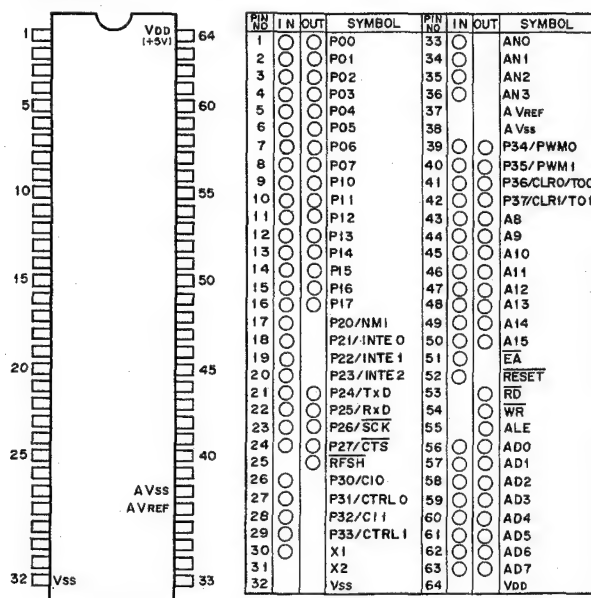 1
5
10
15
20
25
32
VDD
(+5V)
AVSS
AVREF
VSS
64
60
55
50
45
40
33
PIN NO IN OUT SYMBOL PIN NO IN OUT SYMBOL
1 P00 33 AN0
2 P01 34 AN1
3 P02 35 AN2
4 P03 36 AN3
5 P04 37 AVREF
6 P05 38 AVSS
7 P06 39 P34/PWM0
8 P07 40 P35/PWM1
9 P10 41 P36/CLR0/TO0
10 P11 42 P37/CLR1/TO1
11 P12 43 A8
12 P13 44 A9
13 P14 45 A10
14 P15 46 A11
15 P16 47 A12
16 P17 48 A13
17 P20/NMI 49 A14
18 P21/INTE0 50 A15
19 P22/INTE1 51 EA
20 P23/INTE2 52 RESET
21 P24/TxD 53 RD
22 P25/RxD 54 WR
23 P26/SCK 55 ALE
24 P27/CTS 56 AD0
25 RFSH 57 AD1
26 P30/CI0 58 AD2
27 P31/CTRL0 59 AD3
28 P32/CI1 60 AD4
29 P33/CTRL1 61 AD5
30 X1 62 AD6
31 X2 63 AD7
32 VSS 64 VDD